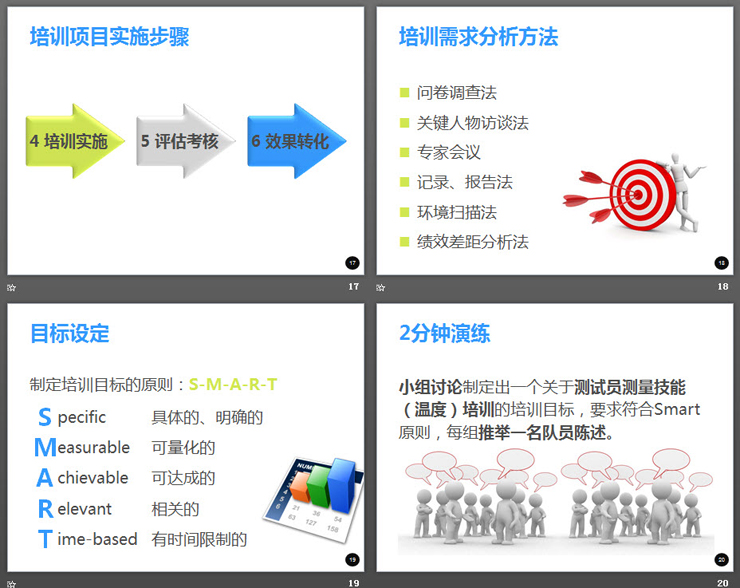 培训项目实施步骤
4 培训实施
5 评估考核
6 效果转化
17
17
培训需求分析方法
问卷调查法
关键人物访谈法
专家会议
记录、报告法
环境扫描法
绩效差距分析法
18
18
目标设定
制定培训目标的原则：S-M-A-R-T
Specific 具体的、明确的
Measurable 可量化的
Achievable 可达成的
Relevant 相关的
Time-based 有时间限制的
21 36 54
83 127 158
19
19
2分钟演练
小组讨论制定出一个关于测试员测量技能
（温度）培训的培训目标，要求符合Smart
原则，每组推举一名队员陈述。
20
20